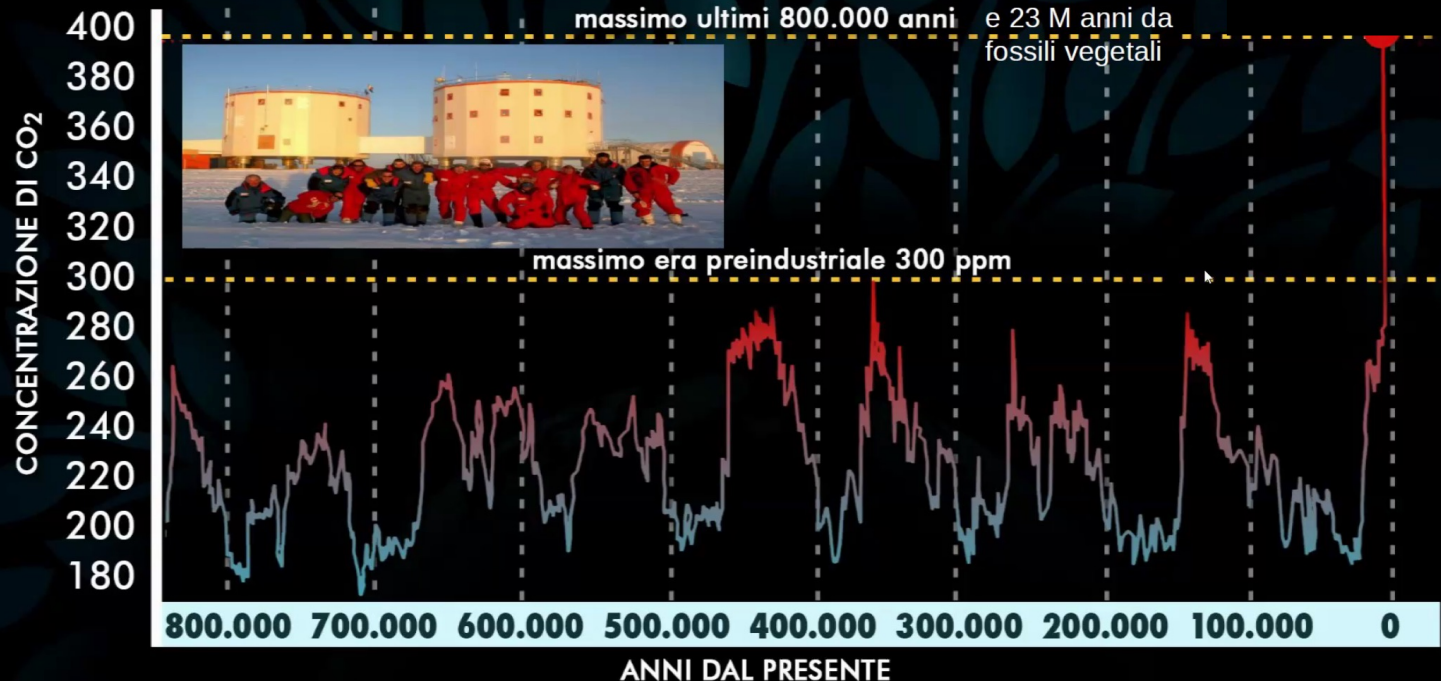 massimo ultimi 800.000 anni
e 23 M anni da
fossili vegetali
CONCENTRAZIONE DI CO₂
400
380
360
340
320
300
280
260
240
220
200
180
massimo era preindustriale 300 ppm
800.000 700.000 600.000 500.000 400.000 300.000 200.000 100.000 0
ANNI DAL PRESENTE